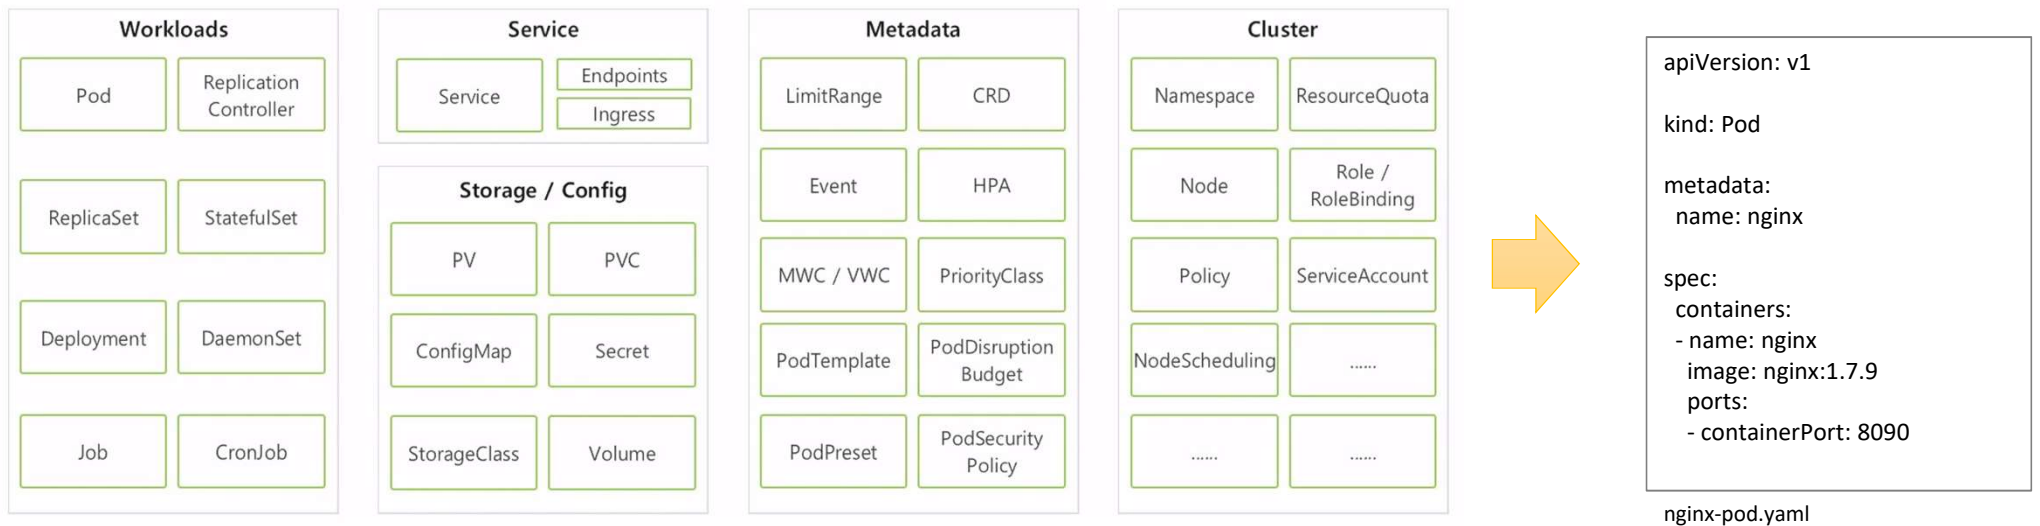 Workloads
Pod
Replication
Controller
ReplicaSet
StatefulSet
Deployment
DaemonSet
Job
CronJob
Service
Service
Endpoints
Ingress
Storage / Config
PV
PVC
ConfigMap
Secret
StorageClass
Volume
Metadata
LimitRange
CRD
Event
HPA
MWC / VWC
PriorityClass
PodTemplate
PodDisruption
Budget
PodPreset
PodSecurity
Policy
Cluster
Namespace
ResourceQuota
Node
Role /
RoleBinding
Policy
ServiceAccount
NodeScheduling
......
......
......
apiVersion: v1
kind: Pod
metadata:
name: nginx
spec:
containers:
- name: nginx
image: nginx:1.7.9
ports:
- containerPort: 8090
nginx-pod.yaml